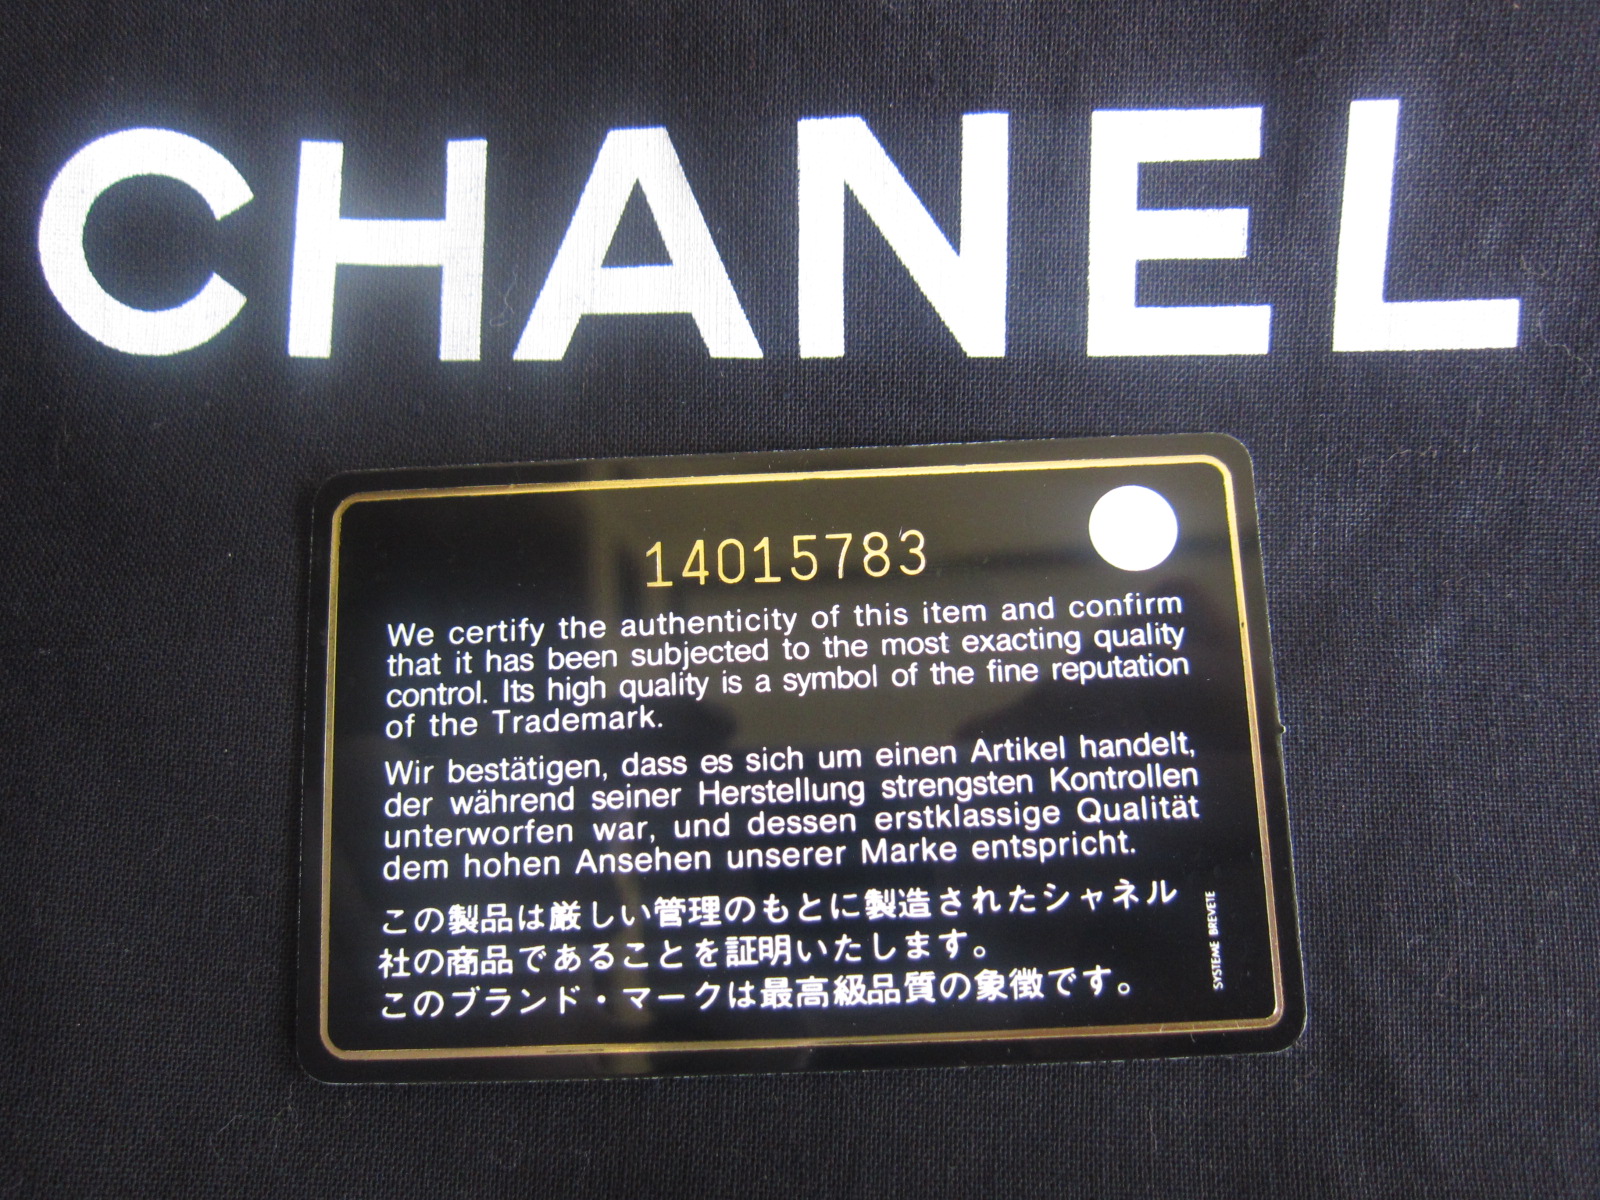 CHANEL
14015783
We certify the authenticity of this item and confirm
that it has been subjected to the most exacting quality
control. Its high quality is a symbol of the fine reputation
of the Trademark.
Wir bestätigen, dass es sich um einen Artikel handelt,
der während seiner Herstellung strengsten Kontrollen
unterworfen war, und dessen erstklassige Qualität
dem hohen Ansehen unserer Marke entspricht.
この製品は厳しい管理のもとに製造されたシャネル
社の商品であることを証明いたします。
このブランド・マークは最高級品質の象徴です。
SYSTEME BREVETE